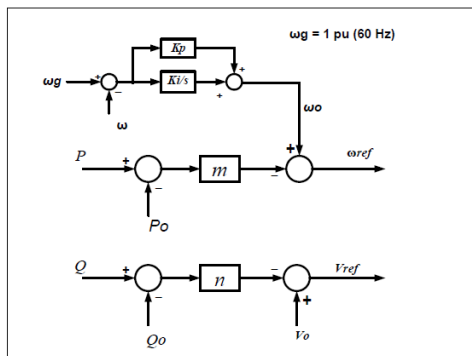 Kp
ωg = 1 pu (60 Hz)
ωg
+
−
Ki/s
+
+
ω
ωo
P
+
−
m
−
+
ωref
Po
Q
+
−
n
−
+
Vref
Qo
Vo